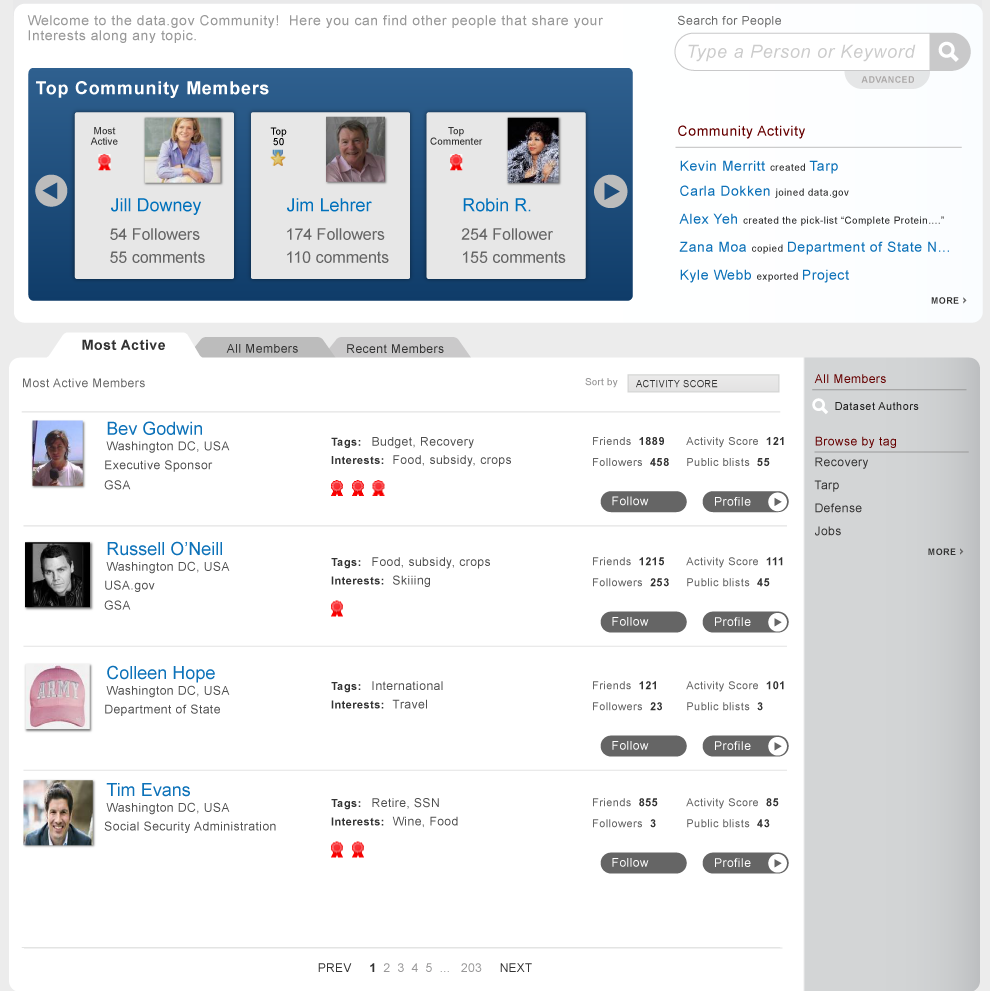 Welcome to the data.gov Community!  Here you can find other people that share your
Interests along any topic.
Search for People
Type a Person or Keyword
ADVANCED
Top Community Members
Most
Active
Jill Downey
54 Followers
55 comments
Top
50
Jim Lehrer
174 Followers
110 comments
Top
Commenter
Robin R.
254 Follower
155 comments
Community Activity
Kevin Merritt created Tarp
Carla Dokken joined data.gov
Alex Yeh created the pick-list “Complete Protein....”
Zana Moa copied Department of State N...
Kyle Webb exported Project
MORE ›
Most Active
All Members
Recent Members
Most Active Members
Sort by ACTIVITY SCORE
Bev Godwin
Washington DC, USA
Executive Sponsor
GSA
Tags: Budget, Recovery
Interests: Food, subsidy, crops
Friends 1889 Activity Score 121
Followers 458 Public blists 55
Follow Profile
Russell O’Neill
Washington DC, USA
USA.gov
GSA
Tags: Food, subsidy, crops
Interests: Skiiing
Friends 1215 Activity Score 111
Followers 253 Public blists 45
Follow Profile
ARMY
Colleen Hope
Washington DC, USA
Department of State
Tags: International
Interests: Travel
Friends 121 Activity Score 101
Followers 23 Public blists 3
Follow Profile
Tim Evans
Washington DC, USA
Social Security Administration
Tags: Retire, SSN
Interests: Wine, Food
Friends 855 Activity Score 85
Followers 3 Public blists 43
Follow Profile
PREV 1 2 3 4 5 ... 203 NEXT
All Members
Dataset Authors
Browse by tag
Recovery
Tarp
Defense
Jobs
MORE ›